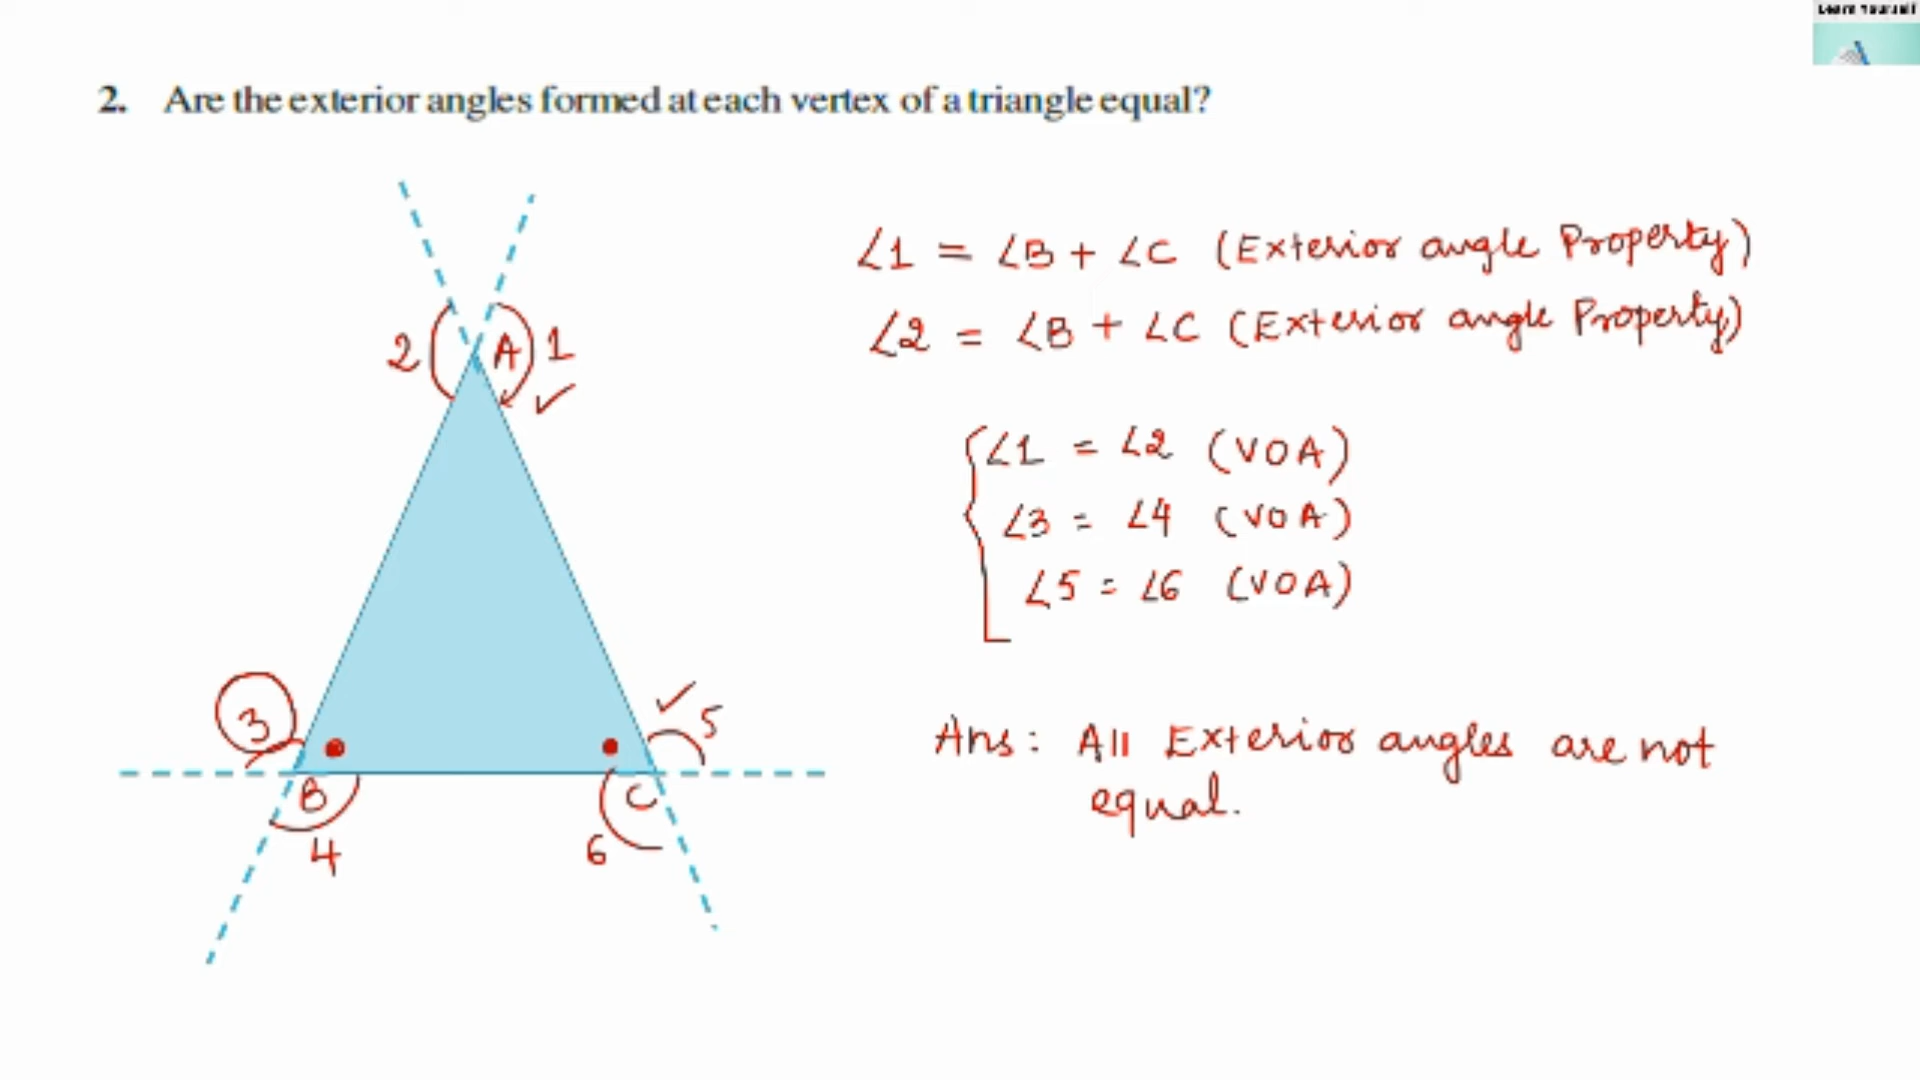 Learn Yourself
2. Are the exterior angles formed at each vertex of a triangle equal?
∠1 = ∠B + ∠C (Exterior angle Property)
∠2 = ∠B + ∠C (Exterior angle Property)
2 A 1
∠1 = ∠2 (VOA)
∠3 = ∠4 (VOA)
∠5 = ∠6 (VOA)
3 5
B C
4 6
Ans: All Exterior angles are not
equal.